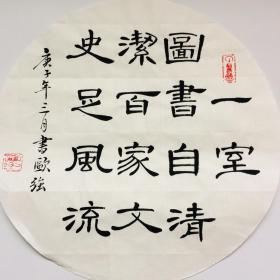 一室
圖書自清
潔百家文
史足風流
庚子年三月書歐強